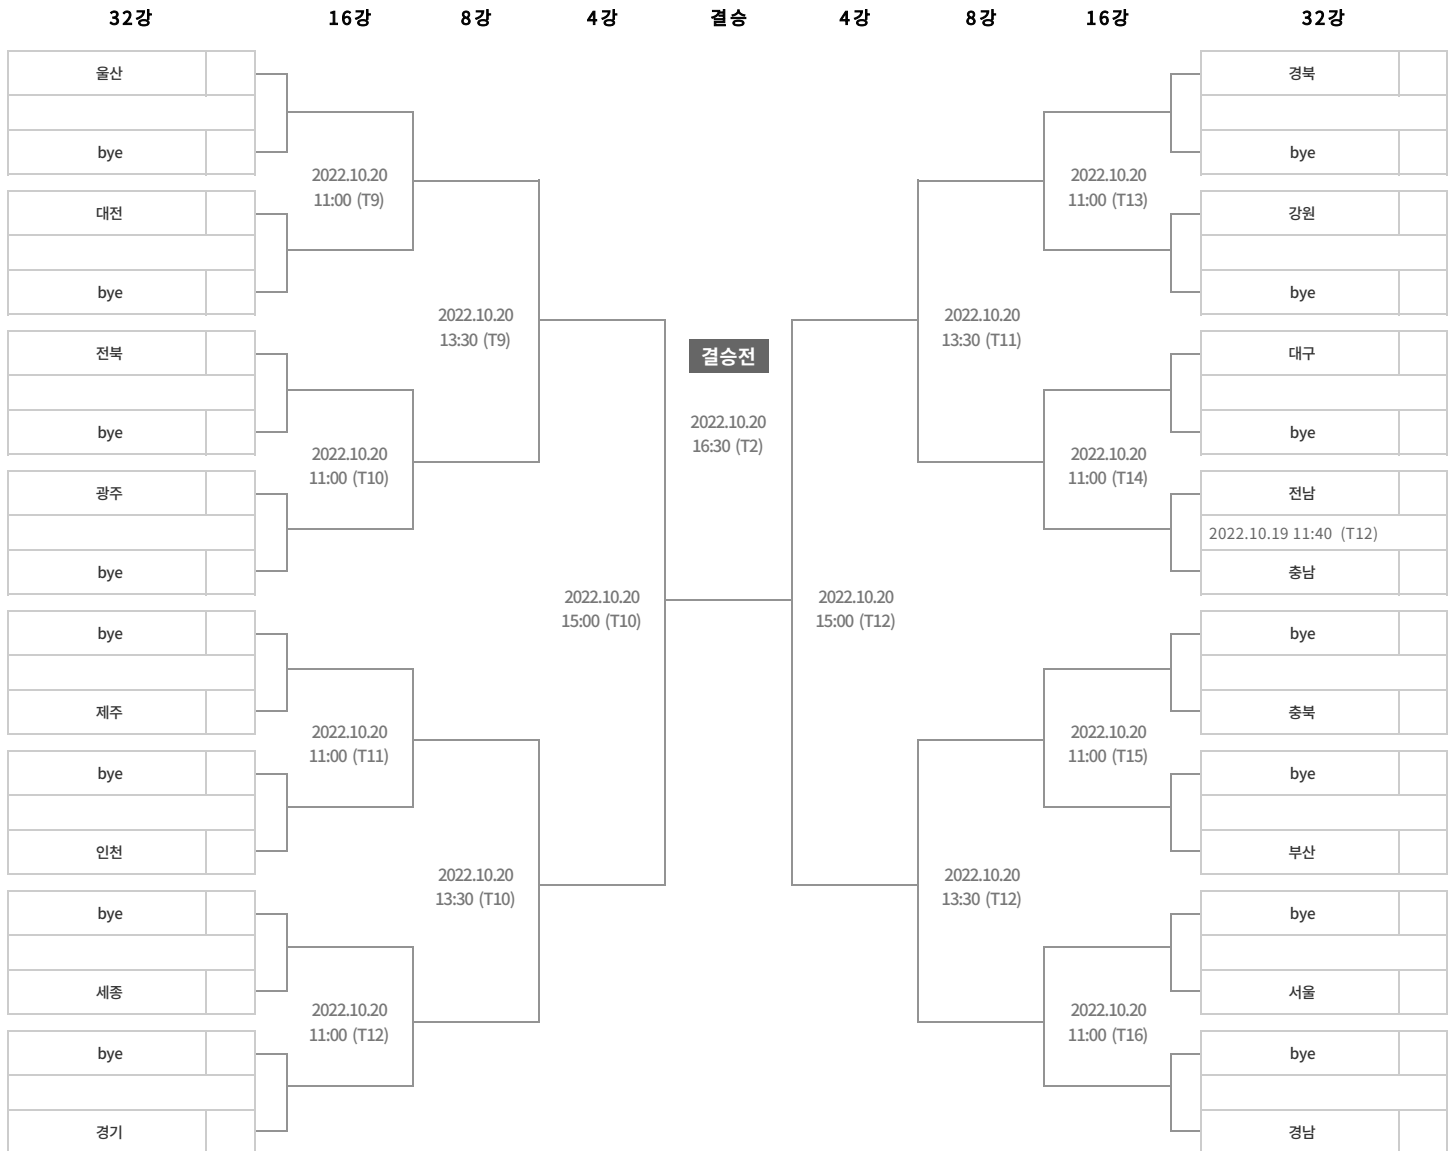 32강 16강 8강 4강 결승 4강 8강 16강 32강
울산 경북
bye bye
2022.10.20 2022.10.20
11:00 (T9) 11:00 (T13)
대전 강원
bye bye
2022.10.20 2022.10.20
13:30 (T9) 13:30 (T11)
전북 결승전 대구
2022.10.20
bye bye
16:30 (T2)
2022.10.20 2022.10.20
11:00 (T10) 11:00 (T14)
광주 전남
2022.10.19 11:40 (T12)
bye 충남
2022.10.20 2022.10.20
15:00 (T10) 15:00 (T12)
bye bye
제주 충북
2022.10.20 2022.10.20
11:00 (T11) 11:00 (T15)
bye bye
인천 부산
2022.10.20 2022.10.20
13:30 (T10) 13:30 (T12)
bye bye
세종 서울
2022.10.20 2022.10.20
11:00 (T12) 11:00 (T16)
bye bye
경기 경남